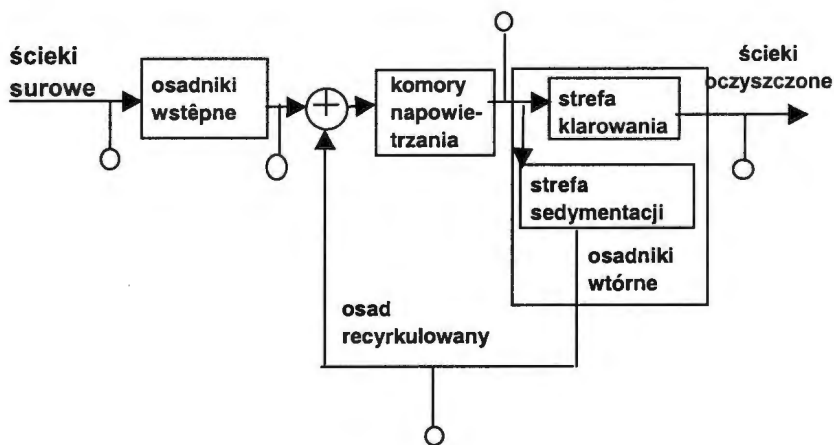 ścieki
surowe
osadniki
wstêpne
+
komory
napowie-
trzania
strefa
klarowania
ścieki
oczyszczone
strefa
sedymentacji
osadniki
wtórne
osad
recyrkulowany